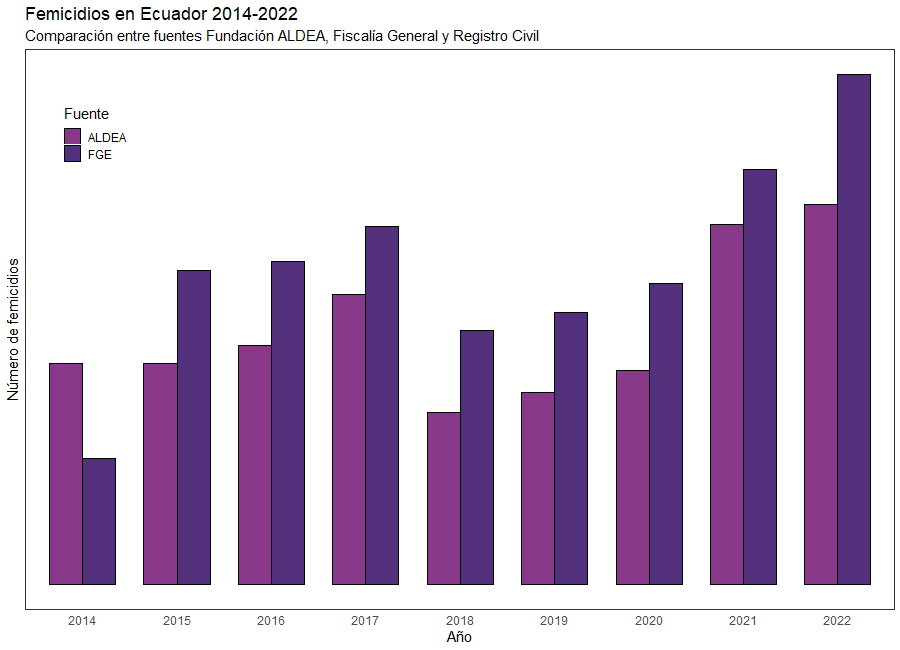 Femicidios en Ecuador 2014-2022
Comparación entre fuentes Fundación ALDEA, Fiscalía General y Registro Civil
Fuente
ALDEA
FGE
Número de femicidios
2014 2015 2016 2017 2018 2019 2020 2021 2022
Año